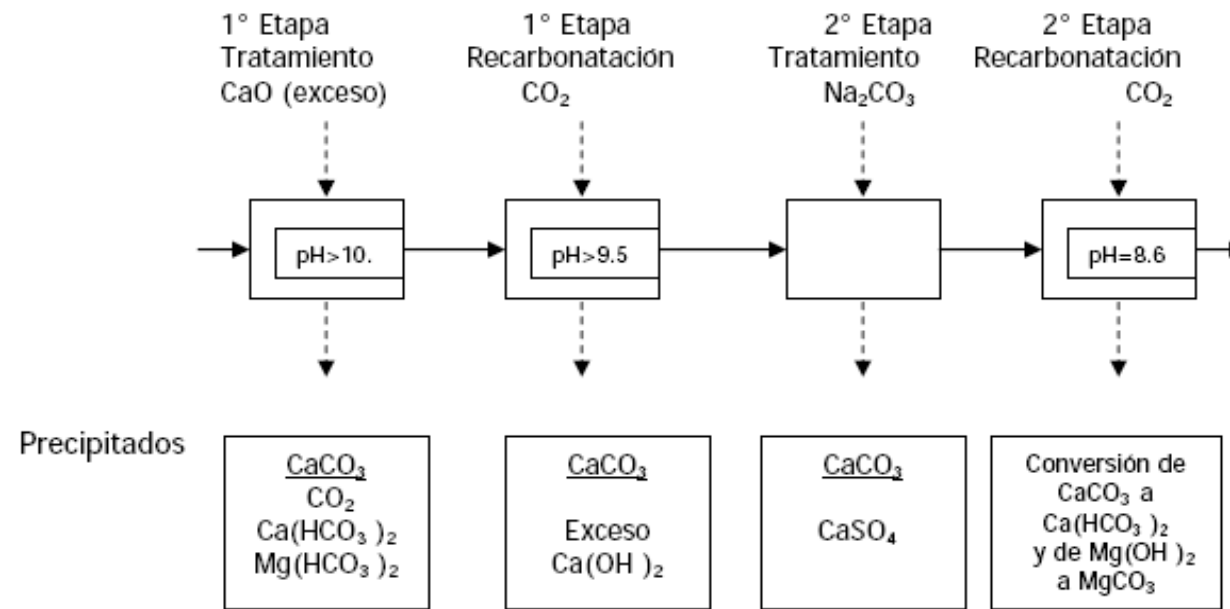 1° Etapa
Tratamiento
CaO (exceso)
1° Etapa
Recarbonatación
CO₂
2° Etapa
Tratamiento
Na₂CO₃
2° Etapa
Recarbonatación
CO₂
pH>10.
pH>9.5
pH=8.6
Precipitados
CaCO₃
CO₂
Ca(HCO₃ )₂
Mg(HCO₃ )₂
CaCO₃
Exceso
Ca(OH )₂
CaCO₃
CaSO₄
Conversión de
CaCO₃ a
Ca(HCO₃ )₂
y de Mg(OH )₂
a MgCO₃